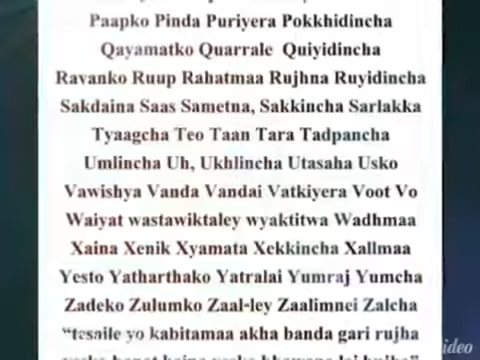 Paapko Pinda Puriyera Pokkhidincha
Qayamatko Quarrale Quiyidincha
Ravanko Ruup Rahatmaa Rujhna Ruyidincha
Sakdaina Saas Sametna, Sakkincha Sarlakka
Tyaagcha Teo Taan Tara Tadpancha
Umlincha Uh, Ukhlincha Utasaha Usko
Vawishya Vanda Vandai Vatkiyera Voot Vo
Waiyat wastawiktaley wyaktitwa Wadhmaa
Xaina Xenik Xyamata Xekkincha Xallmaa
Yesto Yatharthako Yatralai Yumraj Yumcha
Zadeko Zulumko Zaal-ley Zaalimnei Zalcha
"tesaile yo kabitamaa akha banda gari rujha